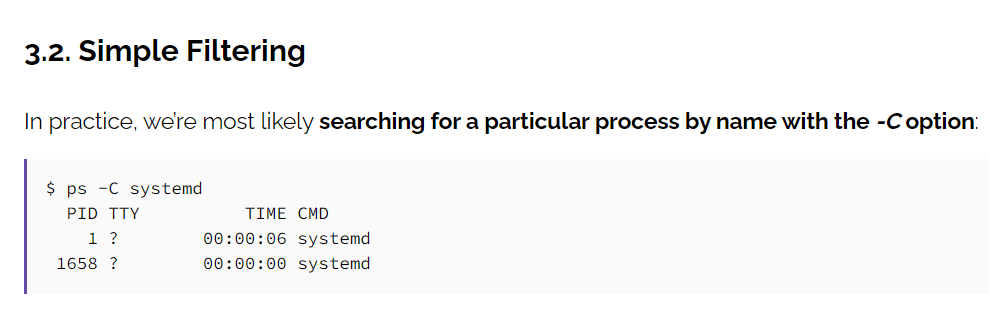 3.2. Simple Filtering
In practice, we're most likely searching for a particular process by name with the -C option:
$ ps -C systemd
  PID TTY          TIME CMD
    1 ?        00:00:06 systemd
 1658 ?        00:00:00 systemd